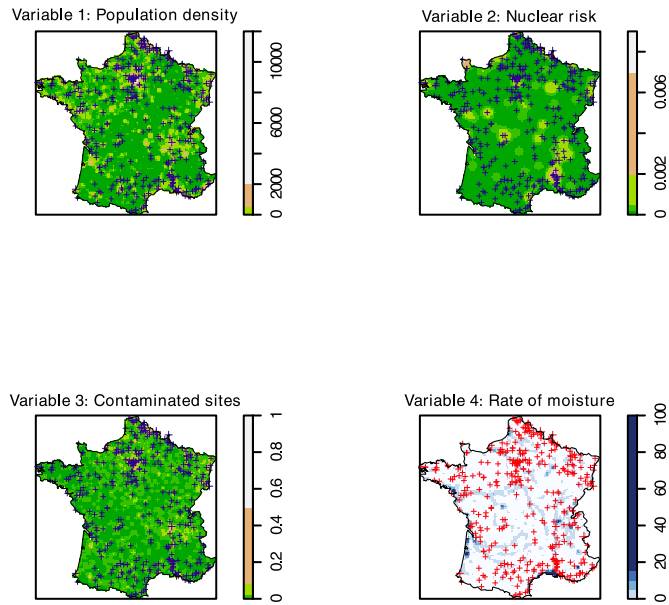 Variable 1: Population density
0 2000 6000 10000
Variable 2: Nuclear risk
0.002 0.006
Variable 3: Contaminated sites
0 0.2 0.4 0.6 0.8 1
Variable 4: Rate of moisture
0 20 40 60 80 100